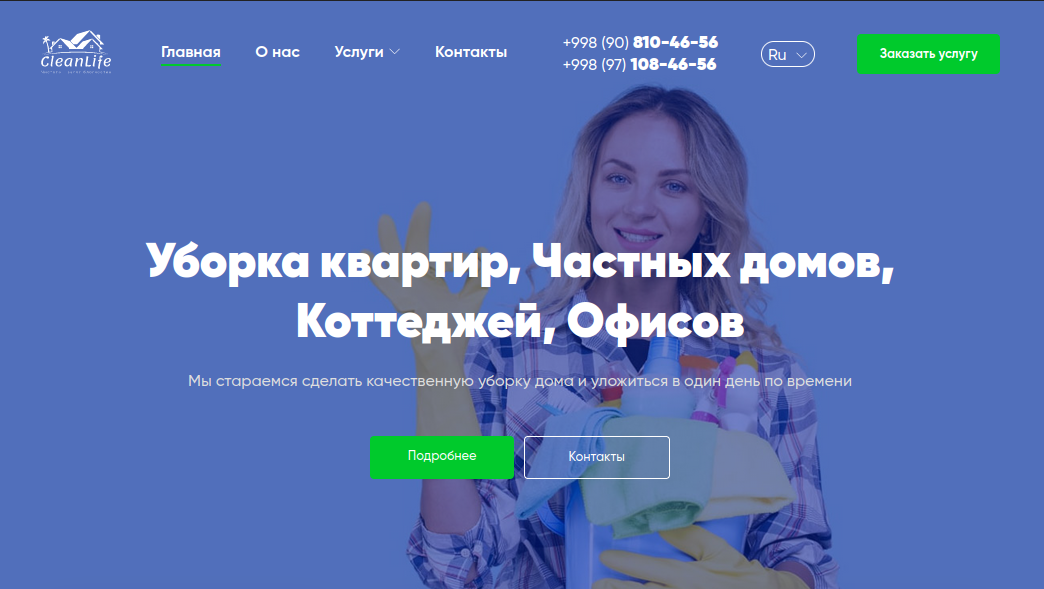 CleanLife
Главная
О нас
Услуги
Контакты
+998 (90) 810-46-56
+998 (97) 108-46-56
Ru
Заказать услугу
Уборка квартир, Частных домов,
Коттеджей, Офисов
Мы стараемся сделать качественную уборку дома и уложиться в один день по времени
Подробнее
Контакты